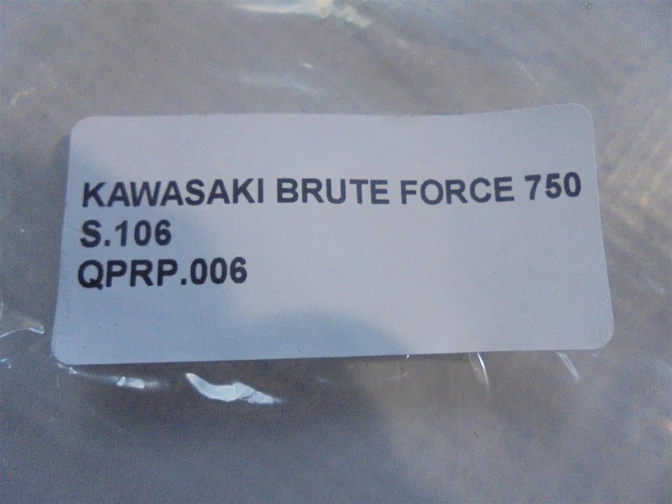 KAWASAKI BRUTE FORCE 750
S.106
QPRP.006